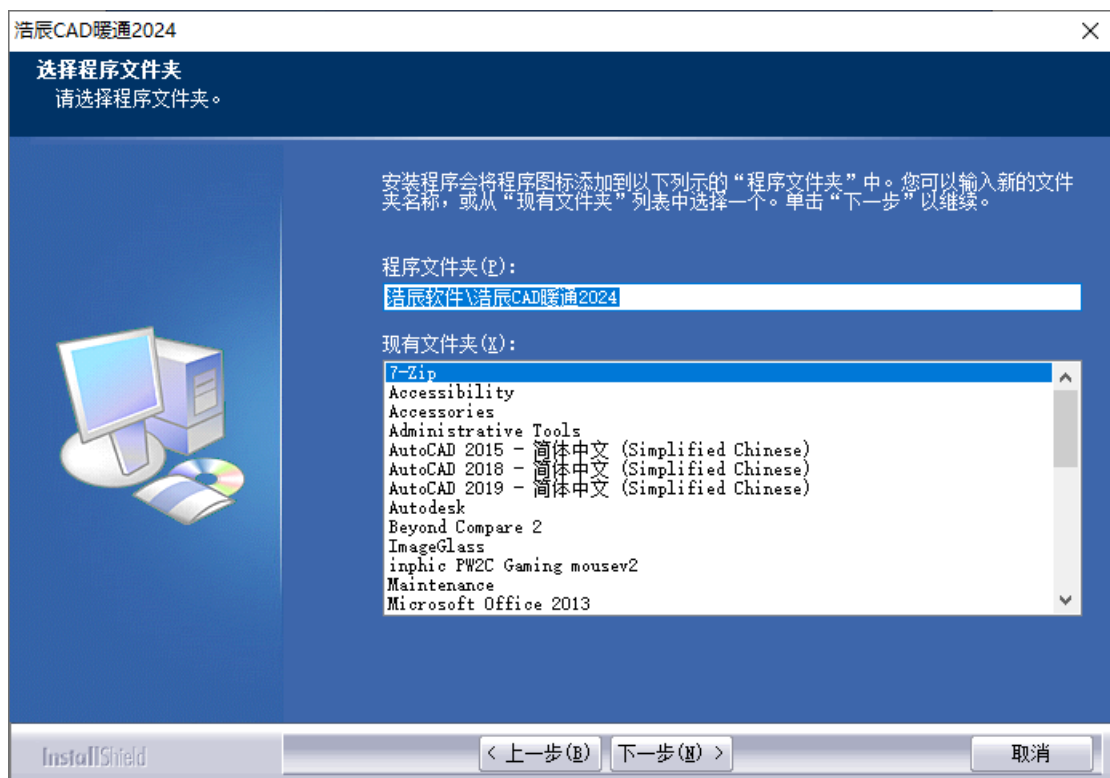 浩辰CAD暖通2024
选择程序文件夹
请选择程序文件夹。
安装程序会将程序图标添加到以下列示的“程序文件夹”中。您可以输入新的文件
夹名称，或从“现有文件夹”列表中选择一个。单击“下一步”以继续。
程序文件夹(P)：
浩辰软件\浩辰CAD暖通2024
现有文件夹(X)：
7-Zip
Accessibility
Accessories
Administrative Tools
AutoCAD 2015 - 简体中文 (Simplified Chinese)
AutoCAD 2018 - 简体中文 (Simplified Chinese)
AutoCAD 2019 - 简体中文 (Simplified Chinese)
Autodesk
Beyond Compare 2
ImageGlass
inphic PW2C Gaming mousev2
Maintenance
Microsoft Office 2013
InstallShield
< 上一步(B)
下一步(N) >
取消